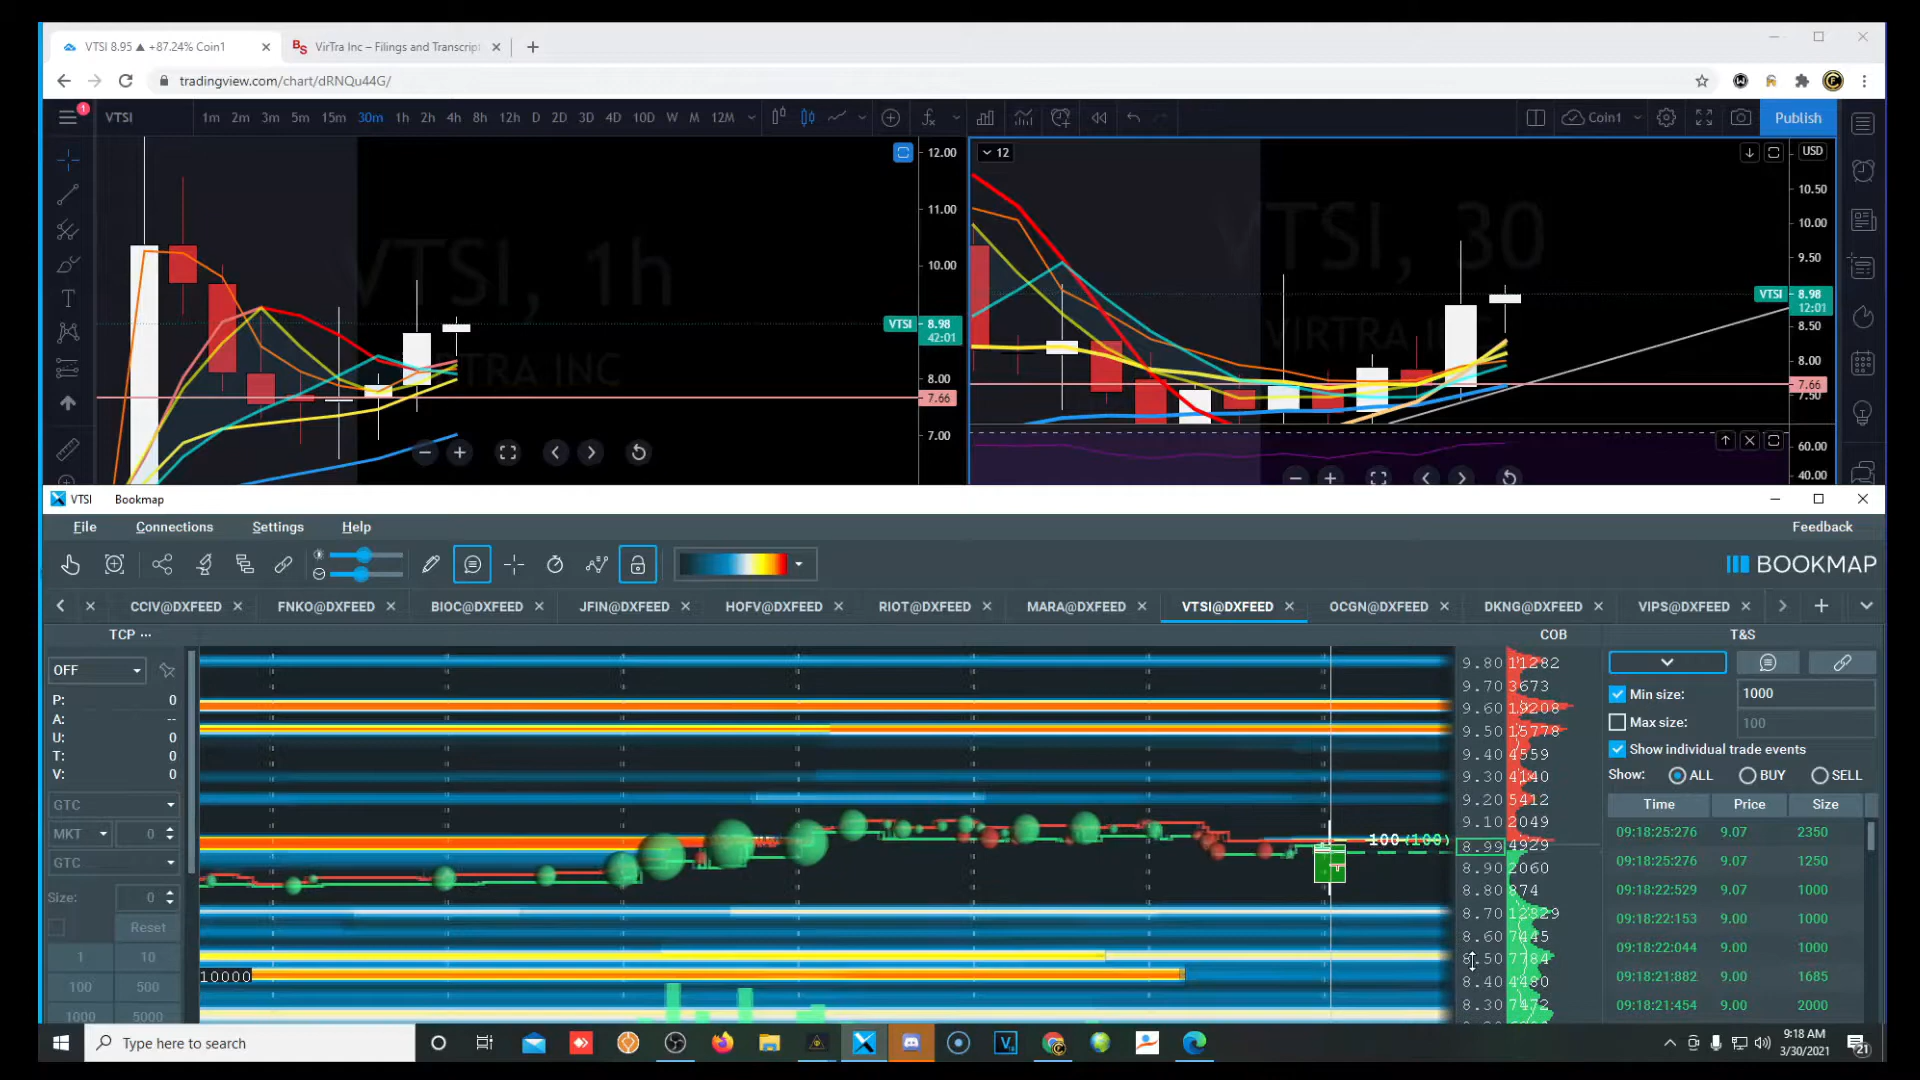 VTSI 8.95 ▲ +87.24% Coin1
BS VirTra Inc – Filings and Transcript
tradingview.com/chart/dRNQu44G/
1 VTSI 1m 2m 3m 5m 15m 30m 1h 2h 4h 8h 12h D 2D 3D 4D 10D W M 12M Coin1 Publish
VTSI, 1h
VIRTRA INC
12.00
11.00
10.00
VTSI 8.98
42:01
8.00
7.66
7.00
12
VTSI, 30
VIRTRA INC
USD
10.50
10.00
9.50
VTSI 8.98
12:01
8.50
8.00
7.66
7.50
60.00
40.00
VTSI Bookmap
File Connections Settings Help Feedback
BOOKMAP
CCIV@DXFEED FNKO@DXFEED BIOC@DXFEED JFIN@DXFEED HOFV@DXFEED RIOT@DXFEED MARA@DXFEED VTSI@DXFEED OCGN@DXFEED DKNG@DXFEED VIPS@DXFEED
TCP ... COB T&S
OFF
P: 0
A: --
U: 0
T: 0
V: 0
GTC
MKT 0
GTC
Size: 0
Reset
1 10
100 500
1000 5000
10000
100(100)
9.80 11282
9.70 3673
9.60 19208
9.50 15778
9.40 4559
9.30 4140
9.20 5412
9.10 2049
8.99 4929
8.90 2060
8.80 874
8.70 12829
8.60 7445
8.50 7784
8.40 4480
8.30 7472
Min size: 1000
Max size: 100
Show individual trade events
Show: ALL BUY SELL
Time Price Size
09:18:25:276 9.07 2350
09:18:25:276 9.07 1250
09:18:22:529 9.07 1000
09:18:22:153 9.00 1000
09:18:22:044 9.00 1000
09:18:21:882 9.00 1685
09:18:21:454 9.00 2000
Type here to search
9:18 AM
3/30/2021
21